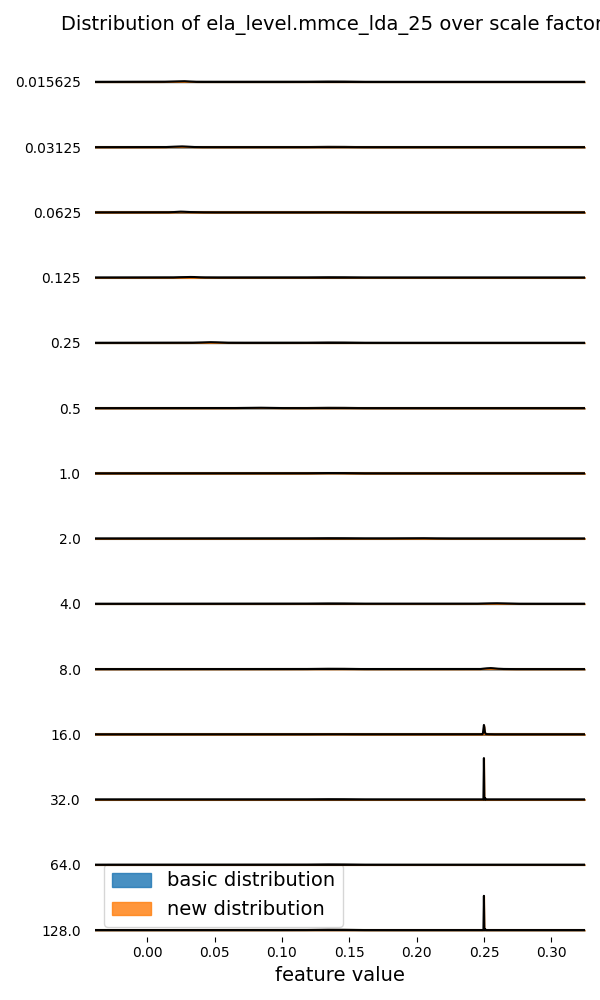 Distribution of ela_level.mmce_lda_25 over scale factor
0.015625
0.03125
0.0625
0.125
0.25
0.5
1.0
2.0
4.0
8.0
16.0
32.0
64.0
basic distribution
new distribution
128.0
0.00 0.05 0.10 0.15 0.20 0.25 0.30
feature value